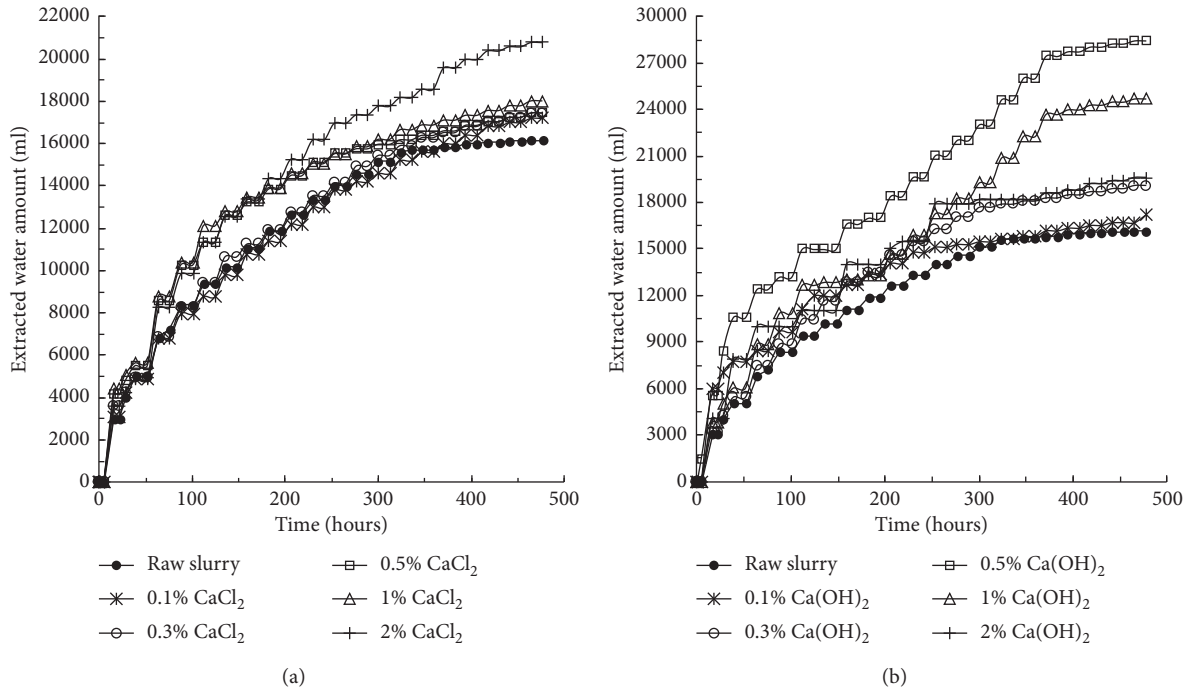 22000
20000
18000
16000
14000
12000
10000
8000
6000
4000
2000
0
Extracted water amount (ml)
0 100 200 300 400 500
Time (hours)
Raw slurry
0.1% CaCl2
0.3% CaCl2
0.5% CaCl2
1% CaCl2
2% CaCl2
(a)
30000
27000
24000
21000
18000
15000
12000
9000
6000
3000
0
Extracted water amount (ml)
0 100 200 300 400 500
Time (hours)
Raw slurry
0.1% Ca(OH)2
0.3% Ca(OH)2
0.5% Ca(OH)2
1% Ca(OH)2
2% Ca(OH)2
(b)